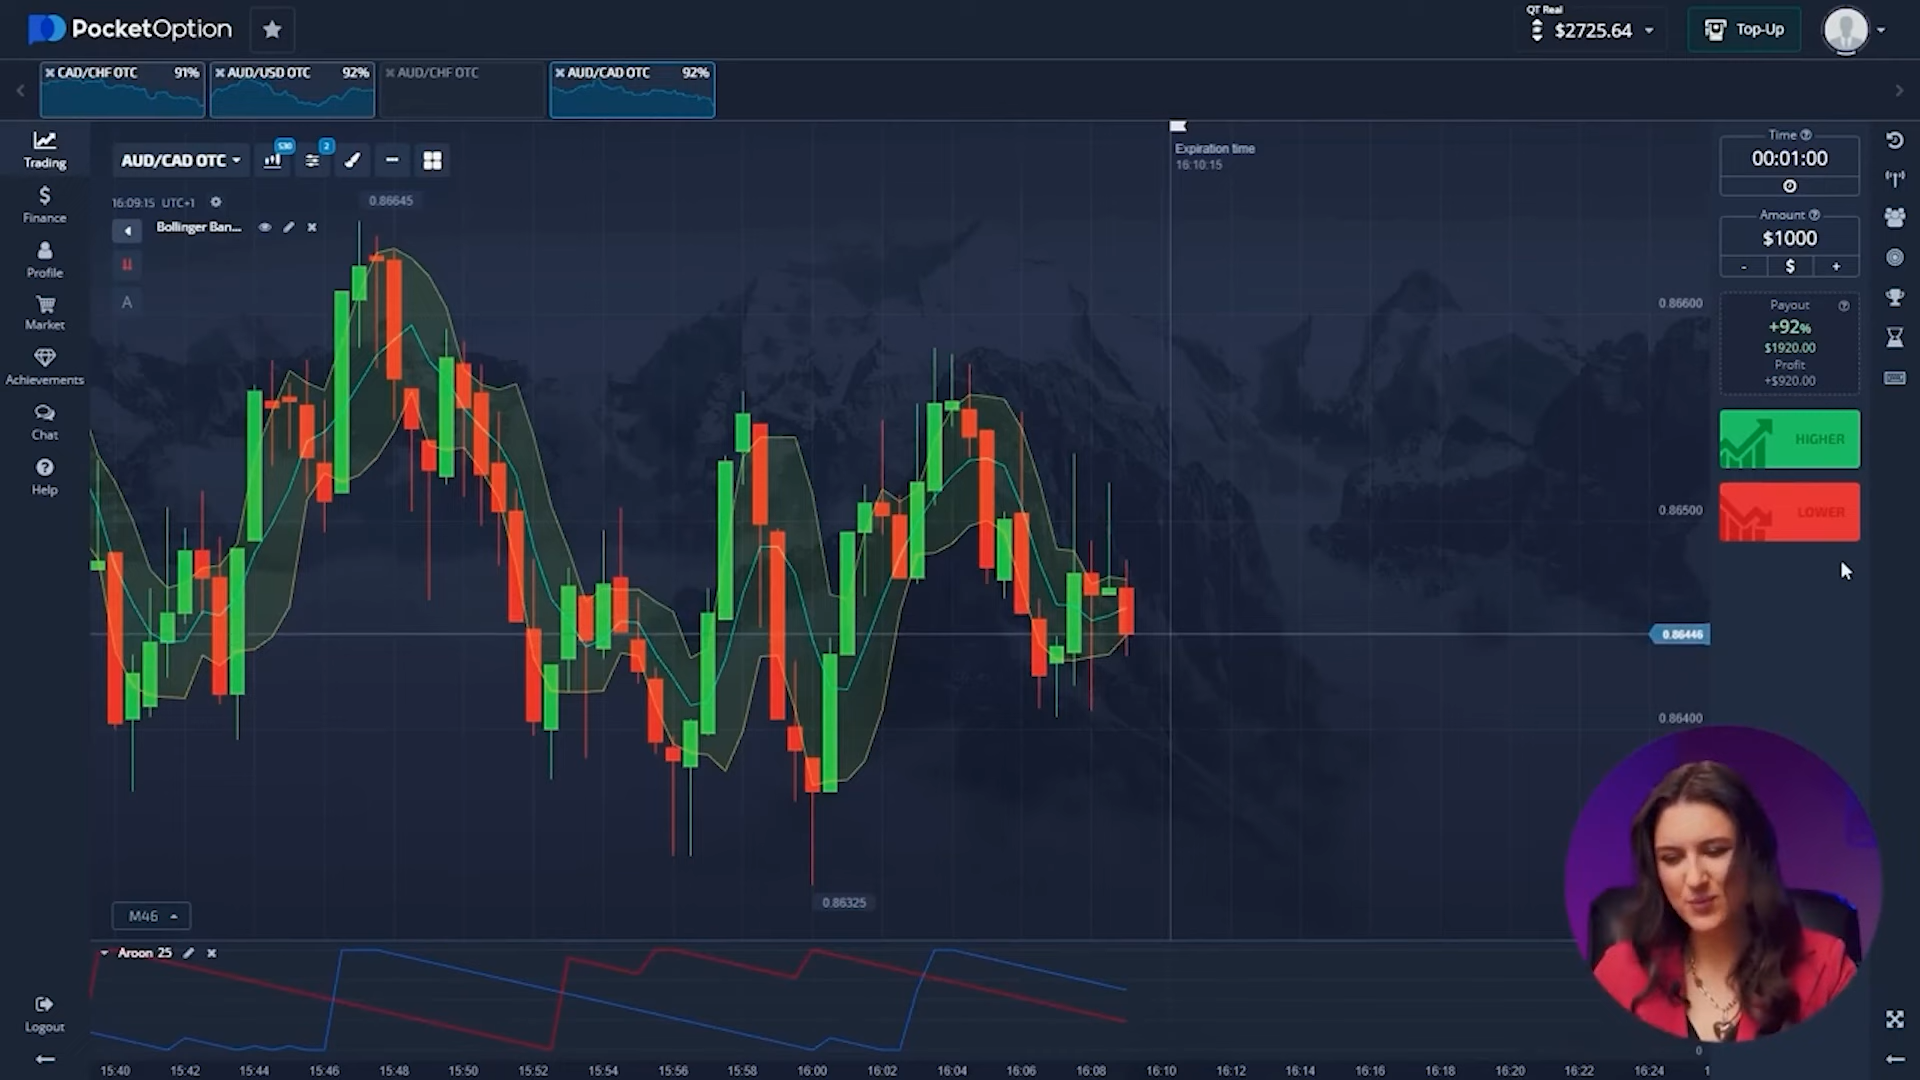 PocketOption
QT Real
$2725.64
Top-Up
CAD/CHF OTC 91%
AUD/USD OTC 92%
AUD/CHF OTC
AUD/CAD OTC 92%
Trading
Finance
Profile
Market
Achievements
Chat
Help
Logout
AUD/CAD OTC
S30
2
16:09:15 UTC+1
0.86645
Bollinger Ban...
A
Expiration time
16:10:15
0.86600
0.86500
0.86446
0.86400
0.86325
M46
Aroon 25
0
15:40 15:42 15:44 15:46 15:48 15:50 15:52 15:54 15:56 15:58 16:00 16:02 16:04 16:06 16:08 16:10 16:12 16:14 16:16 16:18 16:20 16:22 16:24 1
Time
00:01:00
Amount
$1000
- $ +
Payout
+92%
$1920.00
Profit
+$920.00
HIGHER
LOWER